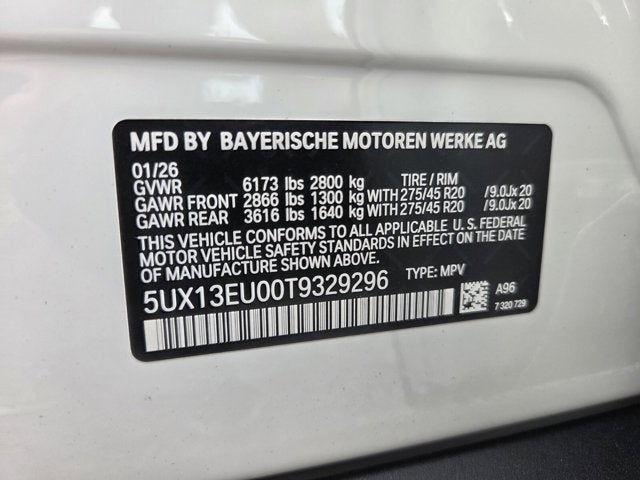 MFD BY BAYERISCHE MOTOREN WERKE AG
01/26
GVWR 6173 lbs 2800 kg TIRE / RIM
GAWR FRONT 2866 lbs 1300 kg WITH 275/45 R20 /9.0Jx20
GAWR REAR 3616 lbs 1640 kg WITH 275/45 R20 /9.0Jx20
THIS VEHICLE CONFORMS TO ALL APPLICABLE U.S. FEDERAL
MOTOR VEHICLE SAFETY STANDARDS IN EFFECT ON THE
DATE OF MANUFACTURE SHOWN ABOVE.
5UX13EU00T9329296 TYPE: MPV
A96
7 320 729